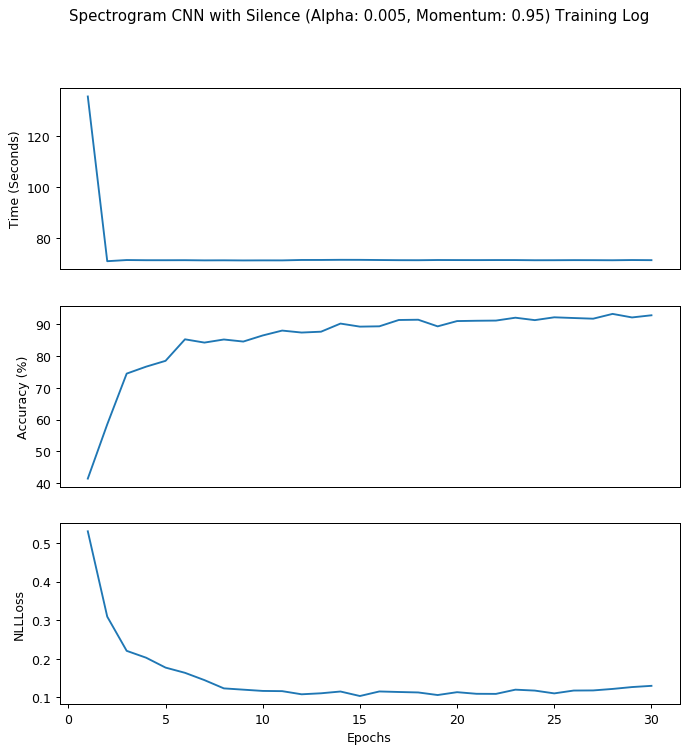 Spectrogram CNN with Silence (Alpha: 0.005, Momentum: 0.95) Training Log
Time (Seconds)
120
100
80
Accuracy (%)
90
80
70
60
50
40
NLLLoss
0.5
0.4
0.3
0.2
0.1
0 5 10 15 20 25 30
Epochs